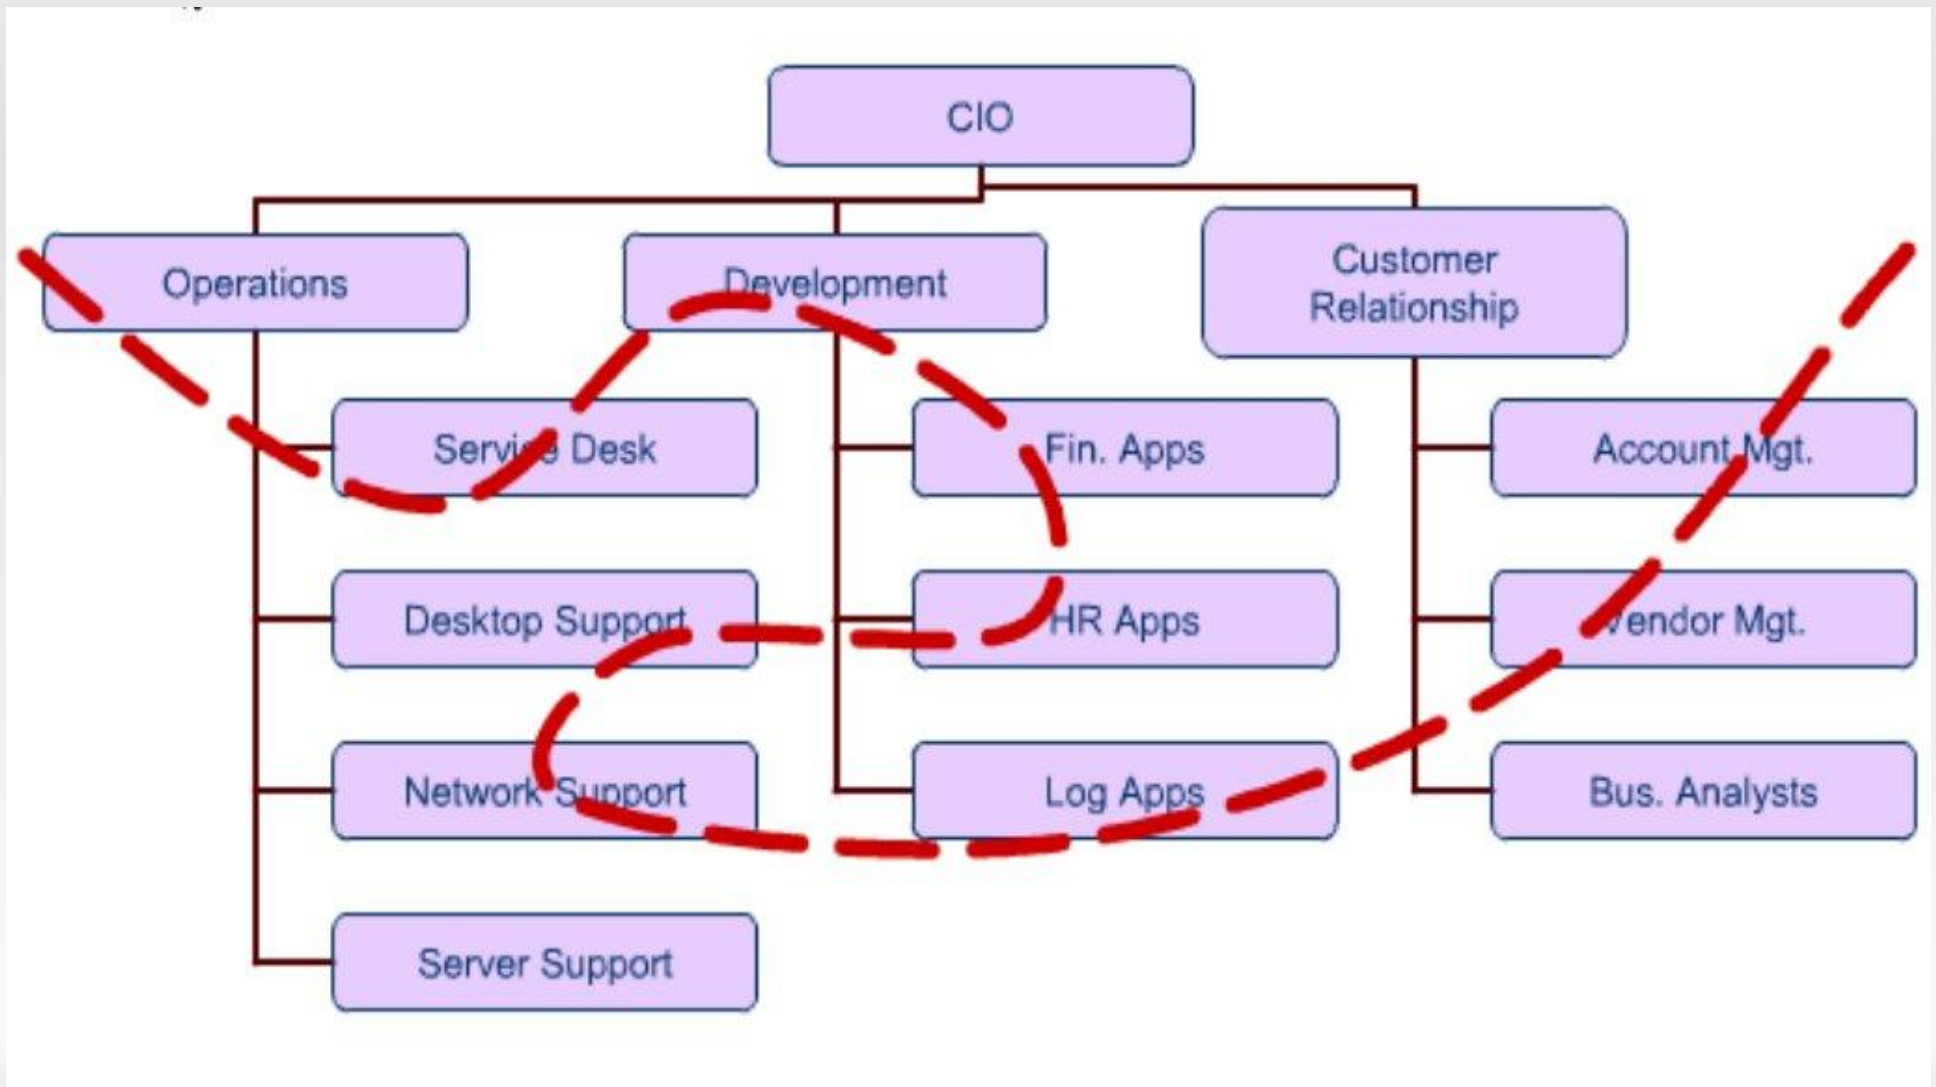 CIO
Operations
Development
Customer
Relationship
Service Desk
Fin. Apps
Account Mgt.
Desktop Support
HR Apps
Vendor Mgt.
Network Support
Log Apps
Bus. Analysts
Server Support